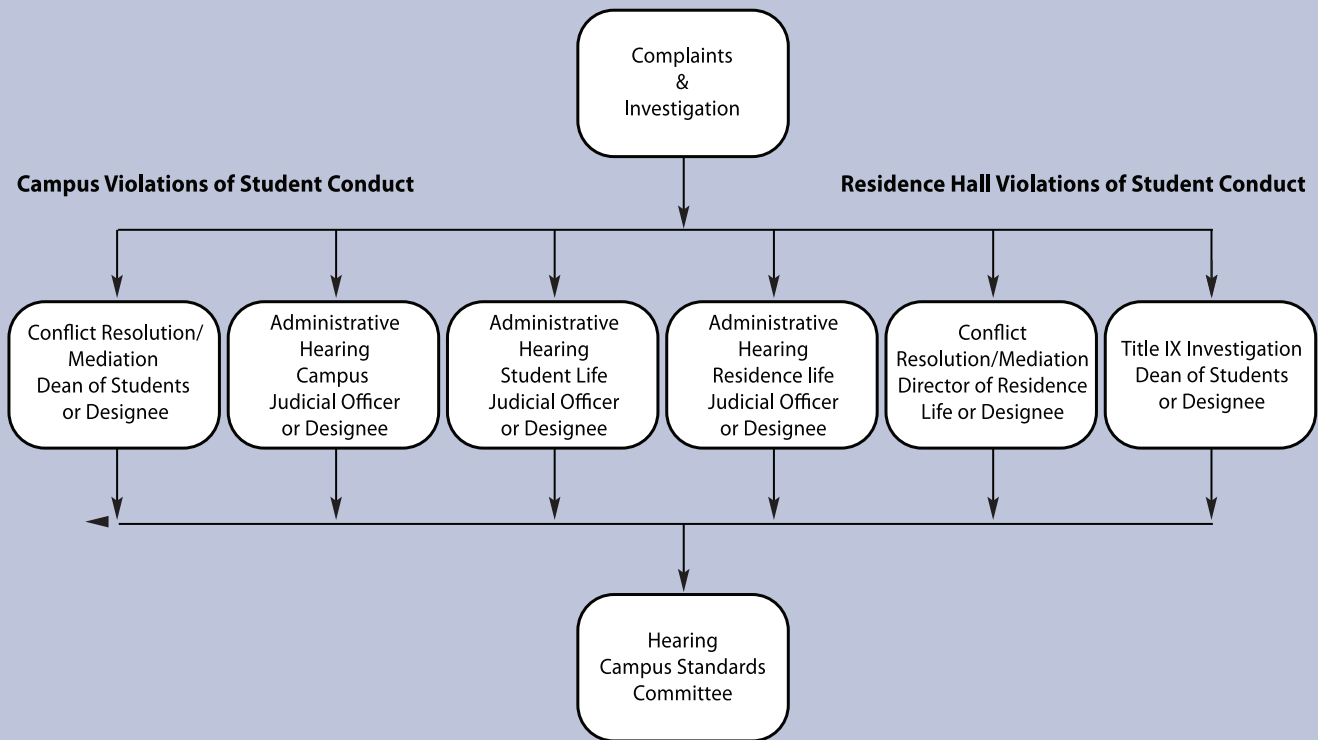 Complaints
&
Investigation
Campus Violations of Student Conduct
Residence Hall Violations of Student Conduct
Conflict Resolution/
Mediation
Dean of Students
or Designee
Administrative
Hearing
Campus
Judicial Officer
or Designee
Administrative
Hearing
Student Life
Judicial Officer
or Designee
Administrative
Hearing
Residence life
Judicial Officer
or Designee
Conflict
Resolution/Mediation
Director of Residence
Life or Designee
Title IX Investigation
Dean of Students
or Designee
Hearing
Campus Standards
Committee